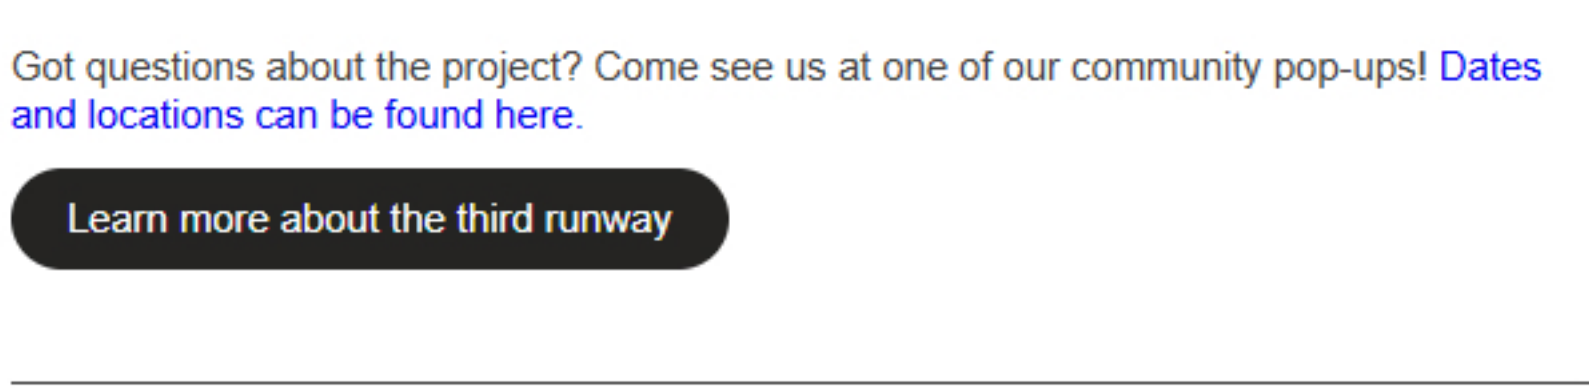 Got questions about the project? Come see us at one of our community pop-ups! Dates
and locations can be found here.
Learn more about the third runway